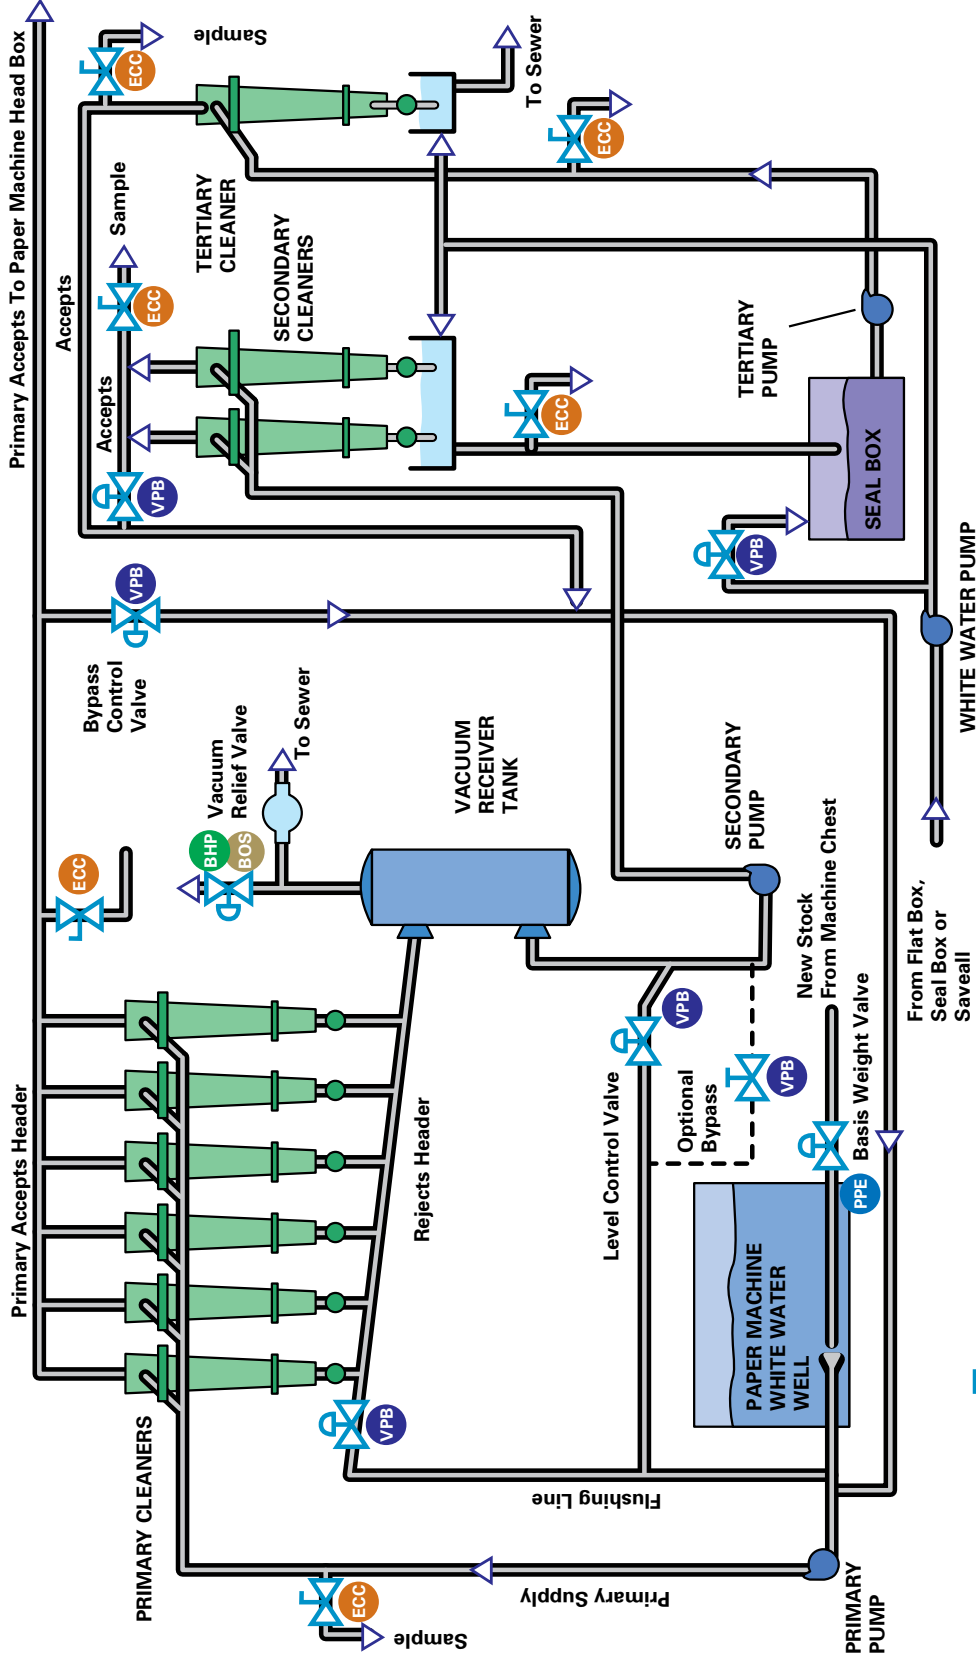 Primary Accepts Header
Primary Accepts To Paper Machine Head Box
PRIMARY CLEANERS
ECC
Bypass
Control
Valve
VPB
Accepts
Accepts
VPB
ECC
Sample
ECC
Sample
TERTIARY
CLEANER
SECONDARY
CLEANERS
To Sewer
Sample
ECC
VPB
Rejects Header
BHP
BOS
Vacuum
Relief Valve
To Sewer
VACUUM
RECEIVER
TANK
ECC
ECC
Flushing Line
Primary Supply
Level Control Valve
VPB
Optional
Bypass
VPB
SECONDARY
PUMP
VPB
TERTIARY
PUMP
SEAL BOX
PAPER MACHINE
WHITE WATER
WELL
PPE
Basis Weight Valve
New Stock
From Machine Chest
PRIMARY
PUMP
From Flat Box,
Seal Box or
Saveall
WHITE WATER PUMP